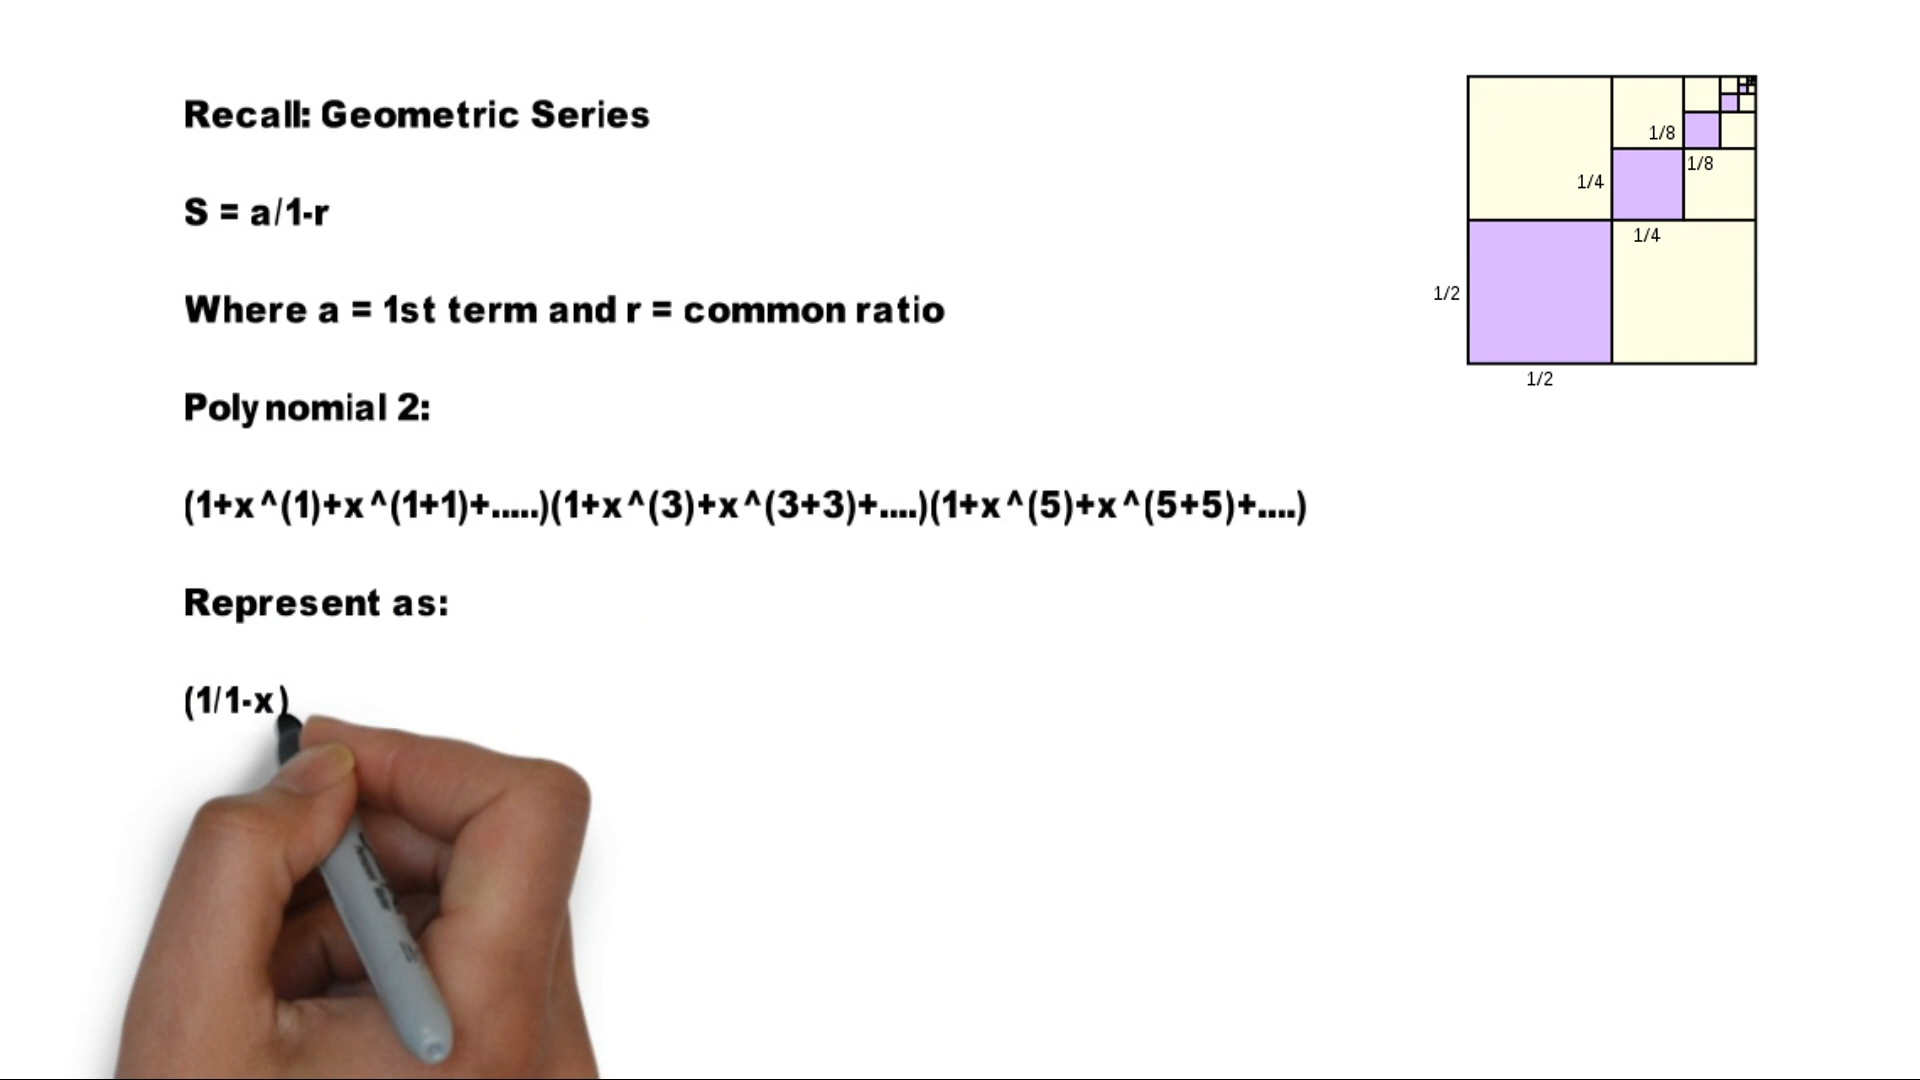 Recall: Geometric Series
S = a/1-r
Where a = 1st term and r = common ratio
Polynomial 2:
(1+x^(1)+x^(1+1)+.....)(1+x^(3)+x^(3+3)+....)(1+x^(5)+x^(5+5)+....)
Represent as:
(1/1-x)
1/8
1/8
1/4
1/4
1/2
1/2